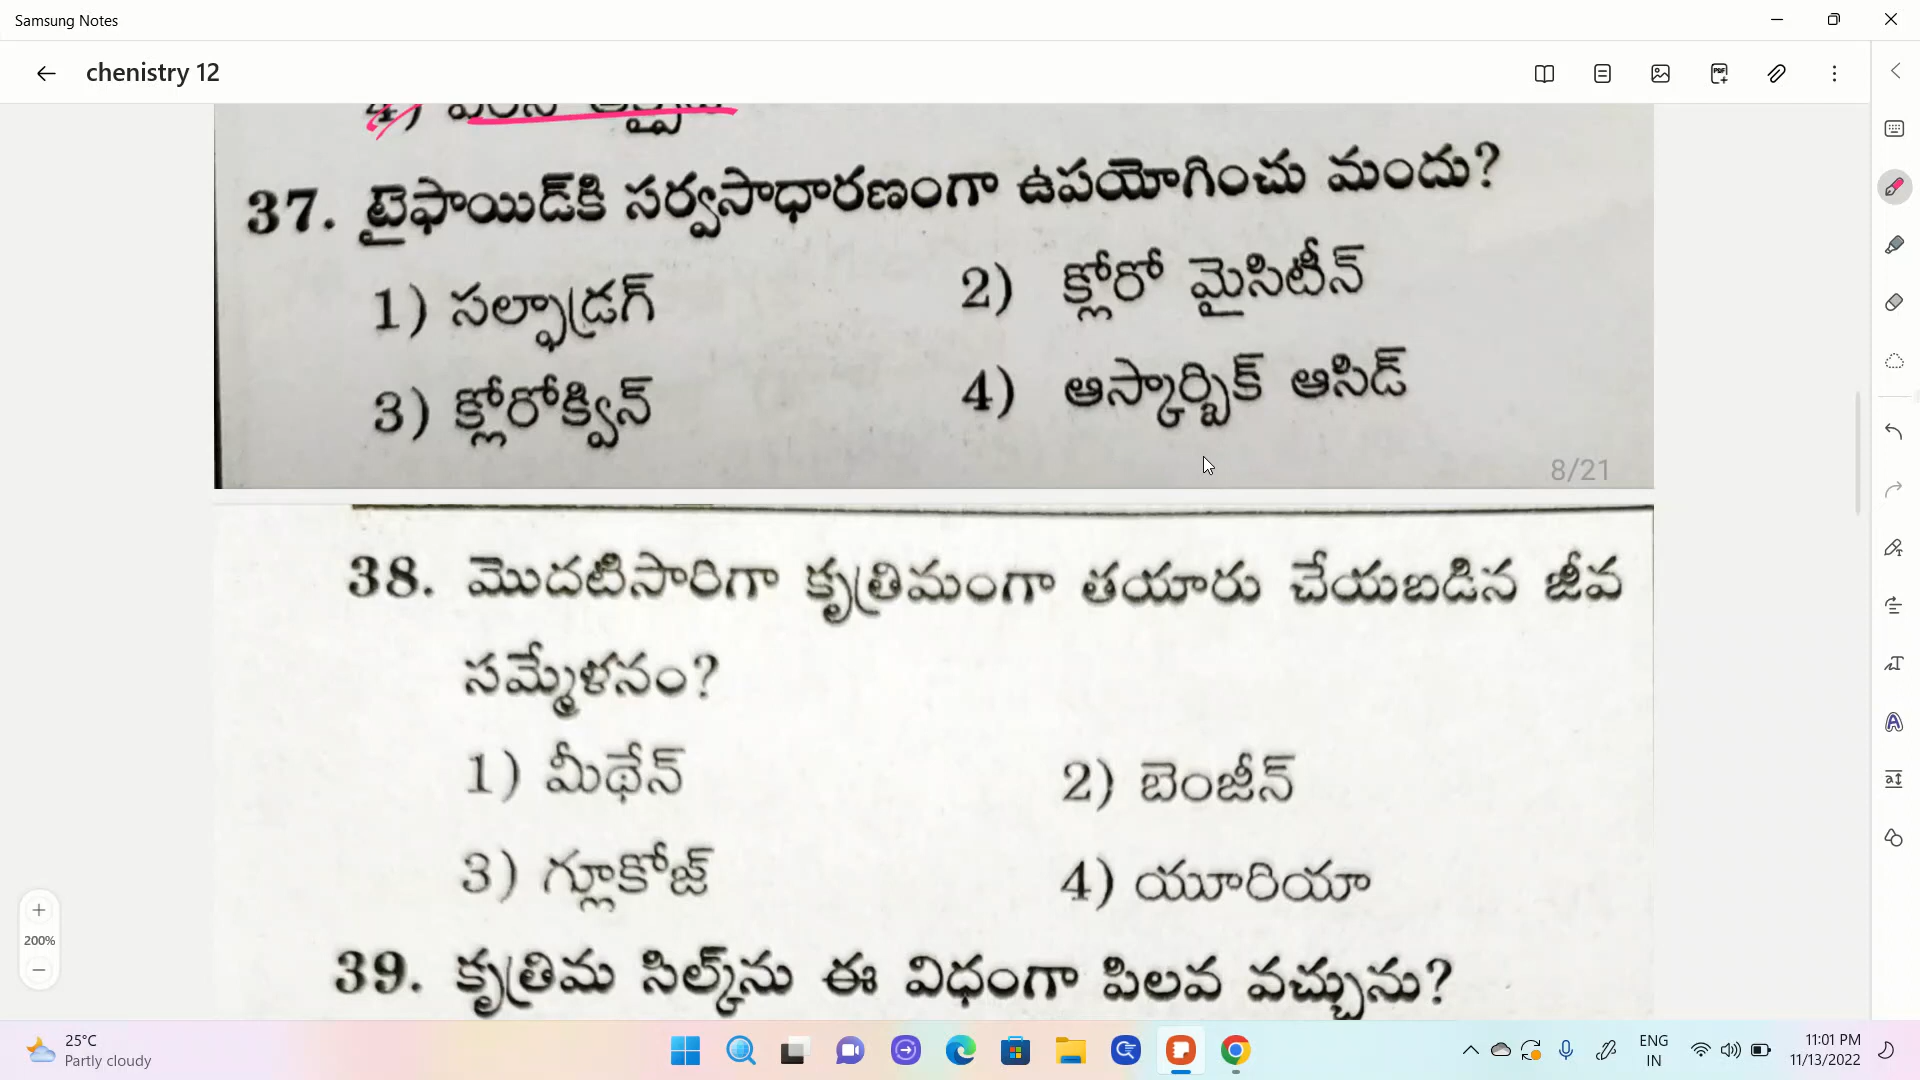 Samsung Notes
chenistry 12
37. టైఫాయిడ్‌కి సర్వసాధారణంగా ఉపయోగించు మందు?
1) సల్ఫాడ్రగ్
2) క్లోరో మైసిటీన్
3) క్లోరోక్విన్
4) ఆస్కార్బిక్ ఆసిడ్
8/21
38. మొదటిసారిగా కృత్రిమంగా తయారు చేయబడిన జీవ
సమ్మేళనం?
1) మీథేన్
2) బెంజీన్
3) గ్లూకోజ్
4) యూరియా
39. కృత్రిమ సిల్క్‌ను ఈ విధంగా పిలవ వచ్చును?
200%
25°C
Partly cloudy
ENG
IN
11:01 PM
11/13/2022